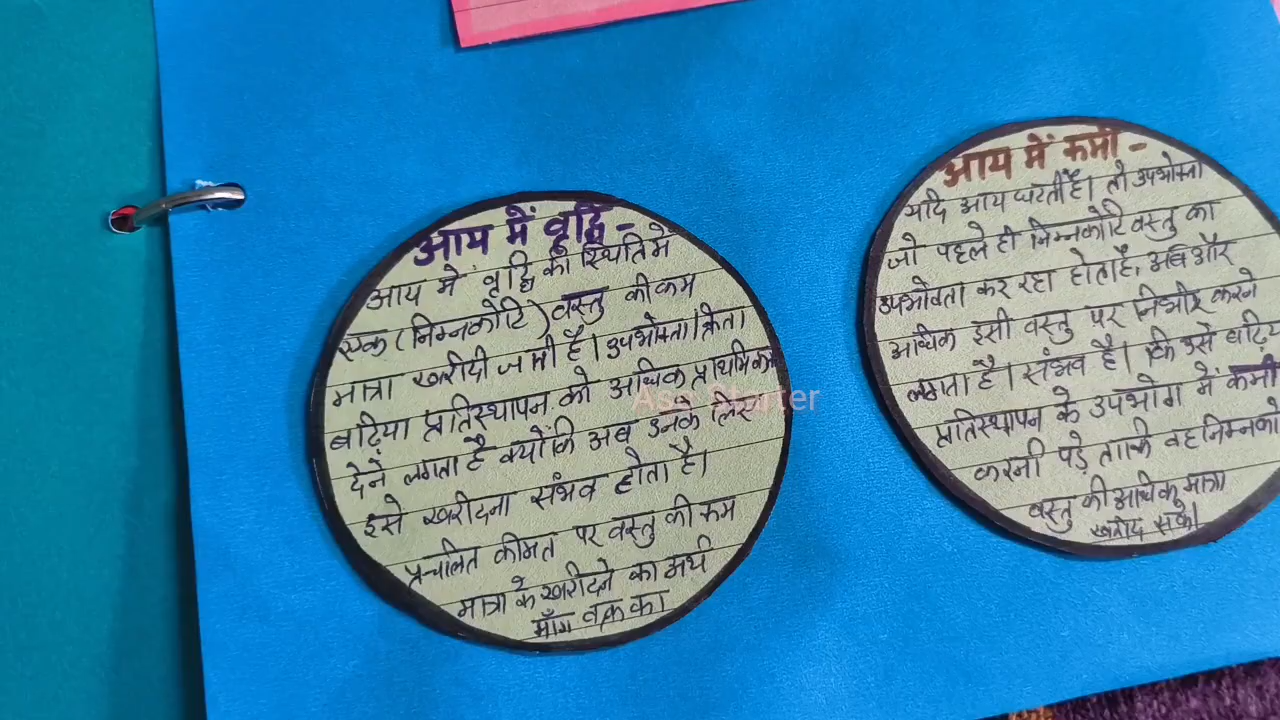 आय में वृद्धि -
आय में वृद्धि की स्थिति में
एक (निम्नकोटि) वस्तु की कम
मात्रा खरीदी जाती है। उपभोक्ता/क्रेता
बढ़िया प्रतिस्थापन को अधिक प्राथमिकता
देने लगता है क्योंकि अब उनके लिए
इसे खरीदना संभव होता है।
प्रचलित कीमत पर वस्तु की कम
मात्रा के खरीदने का अर्थ
माँग वक्र का
आय में कमी -
यदि आय घटती है। तो उपभोक्ता
जो पहले ही निम्नकोटि वस्तु का
उपभोक्ता कर रहा होता है, अब और
अधिक इसी वस्तु पर निर्भर करने
लगता है। संभव है। कि उसे बढ़िया
प्रतिस्थापन के उपभोग में कमी
करनी पड़े ताकि वह निम्नको
वस्तु की अधिक मात्रा
खरीद सके।
Ass Starter